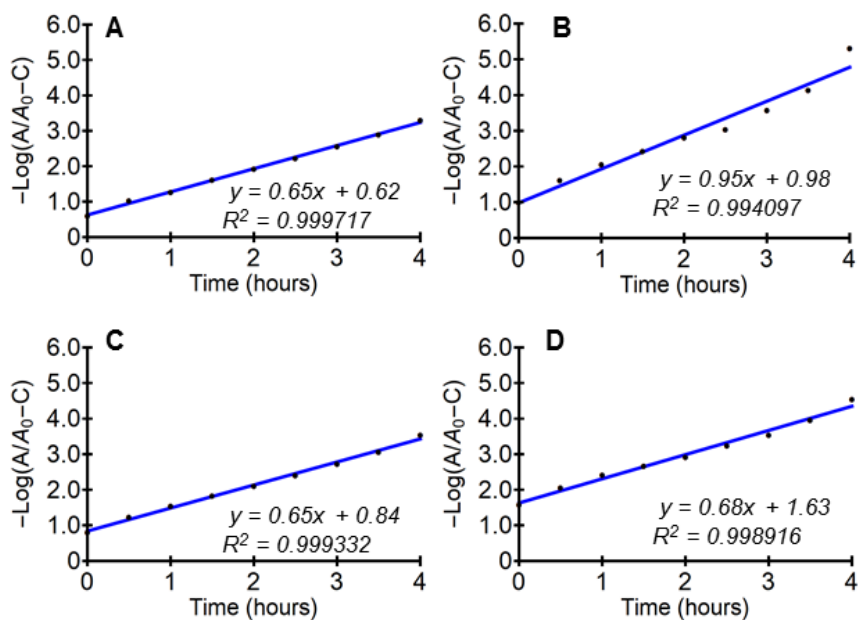 A
6.0
5.0
4.0
3.0
2.0
1.0
0
−Log(A/A₀−C)
y = 0.65x + 0.62
R² = 0.999717
0 1 2 3 4
Time (hours)
B
6.0
5.0
4.0
3.0
2.0
1.0
0
−Log(A/A₀−C)
y = 0.95x + 0.98
R² = 0.994097
0 1 2 3 4
Time (hours)
C
6.0
5.0
4.0
3.0
2.0
1.0
0
−Log(A/A₀−C)
y = 0.65x + 0.84
R² = 0.999332
0 1 2 3 4
Time (hours)
D
6.0
5.0
4.0
3.0
2.0
1.0
0
−Log(A/A₀−C)
y = 0.68x + 1.63
R² = 0.998916
0 1 2 3 4
Time (hours)